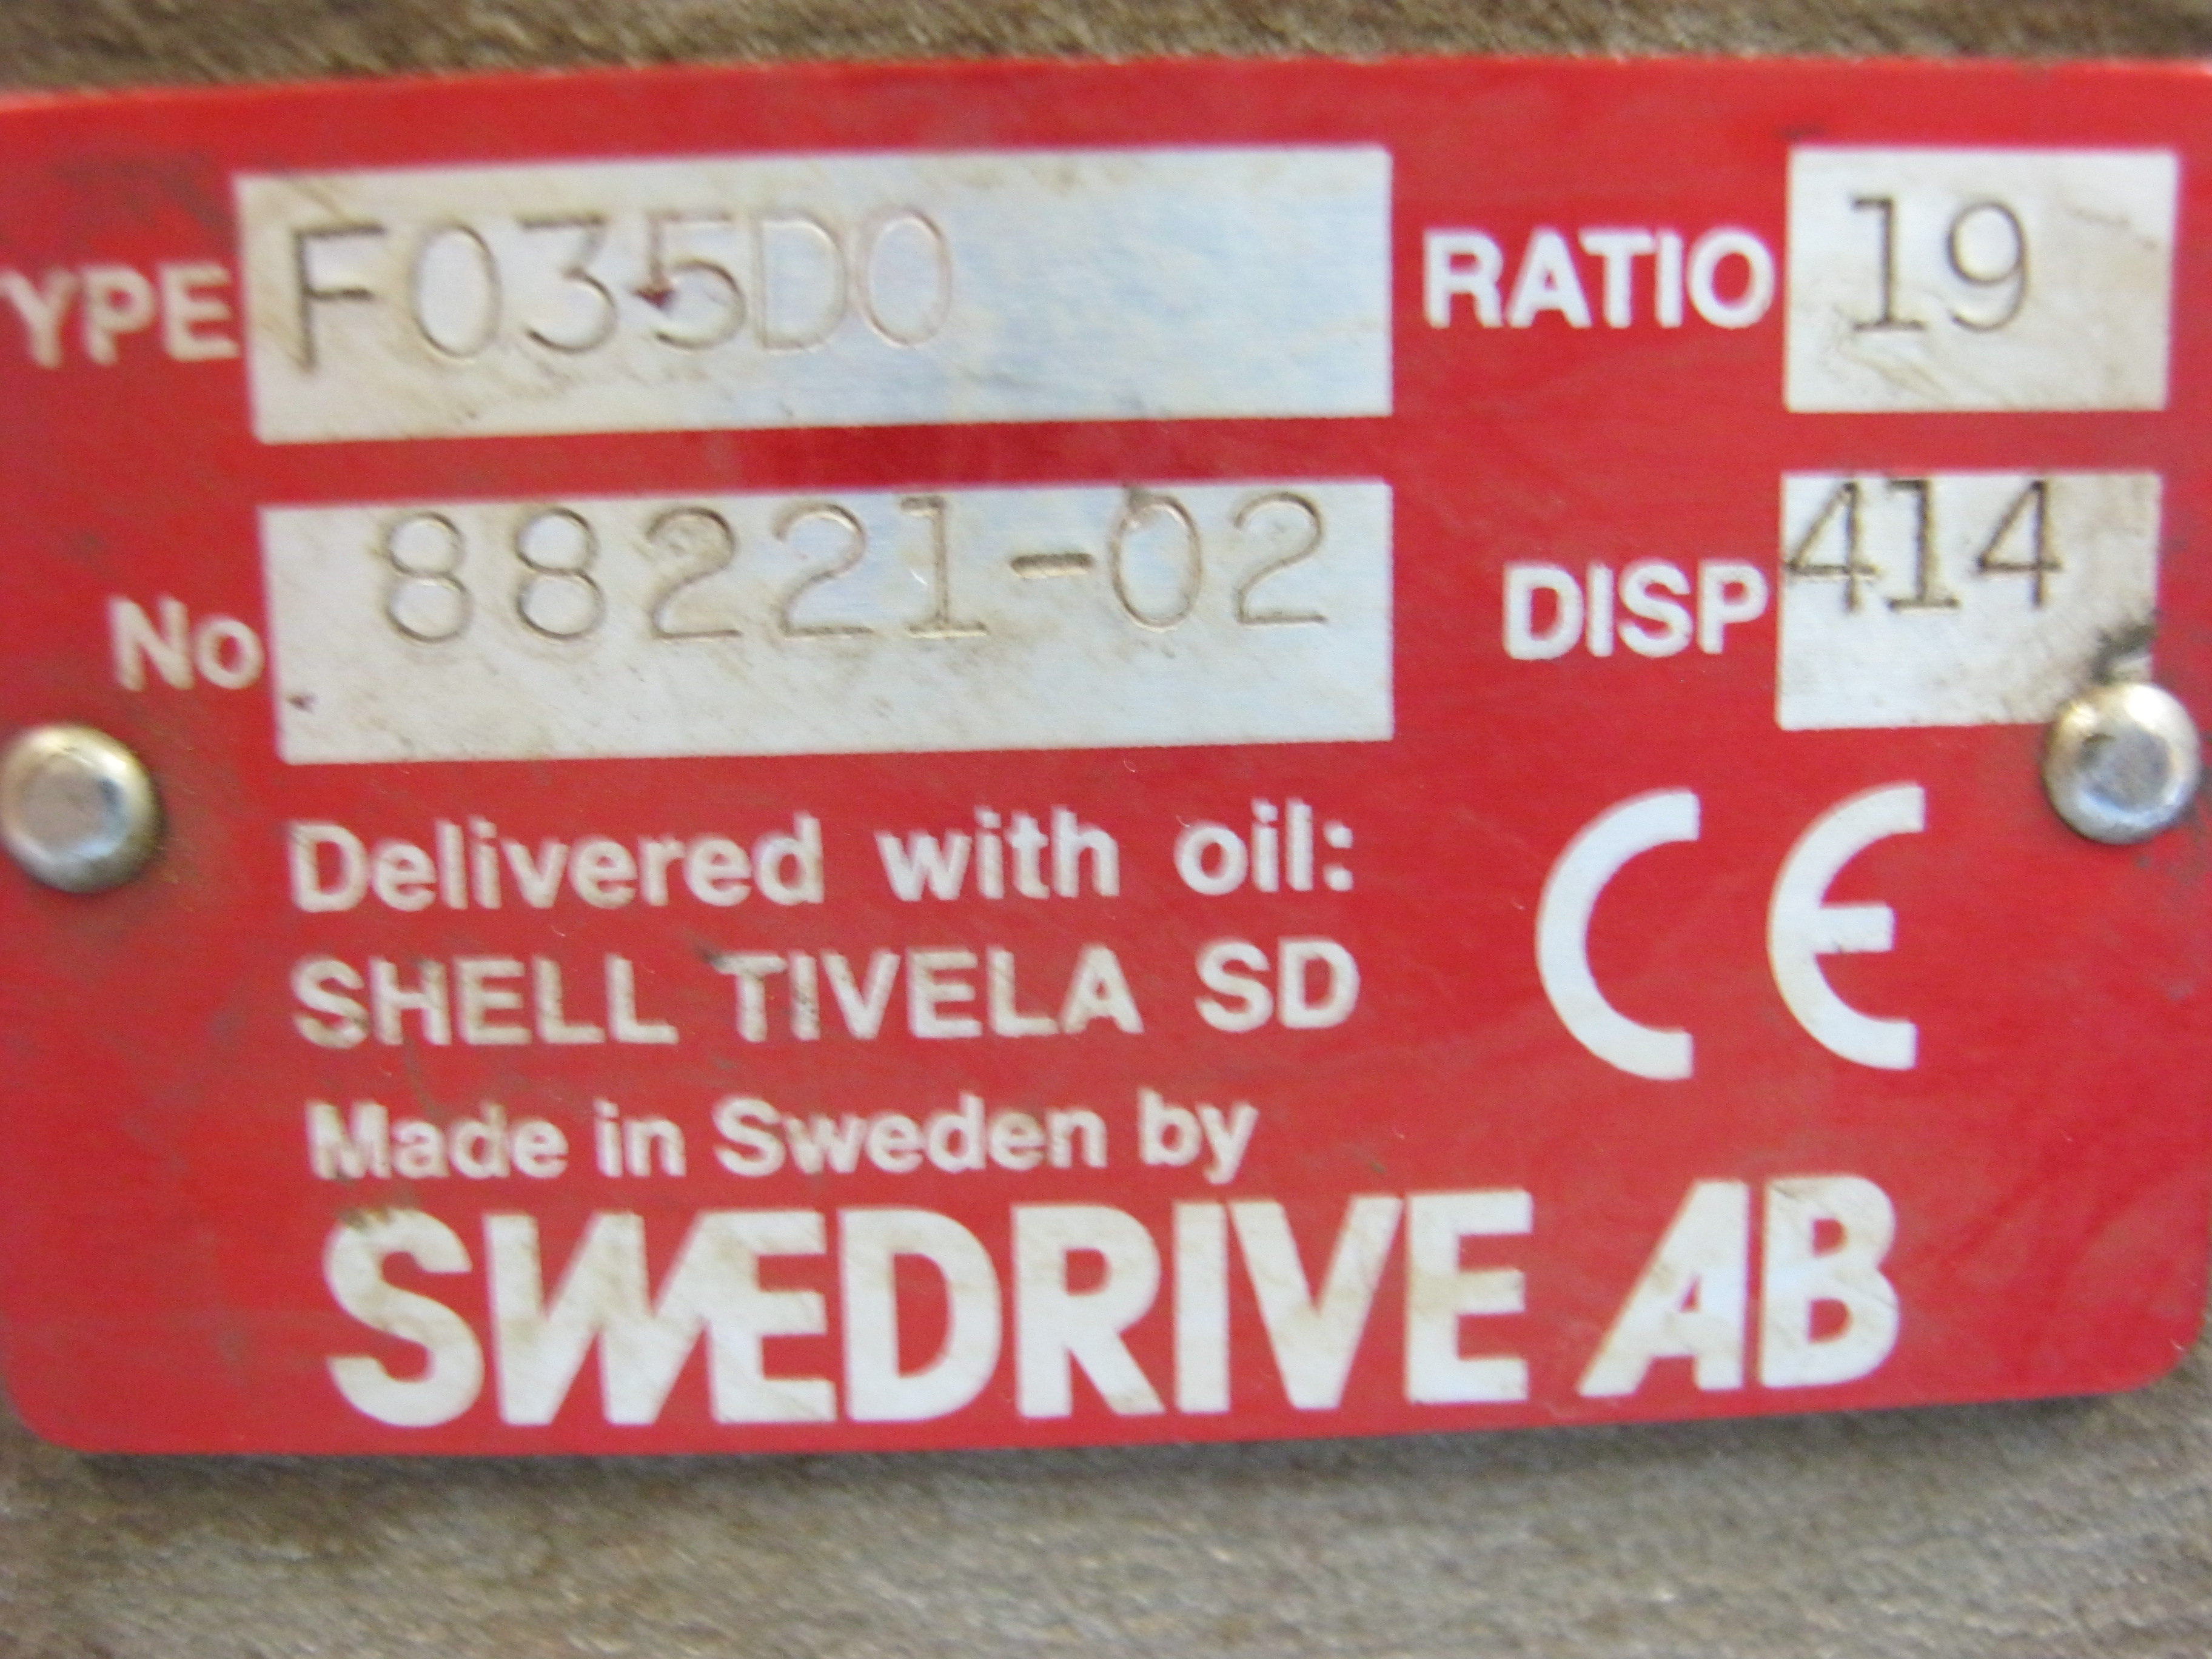 YPE F035D0 RATIO 19
No 88221-02 DISP 414
Delivered with oil:
SHELL TIVELA SD
CE
Made in Sweden by
SWEDRIVE AB